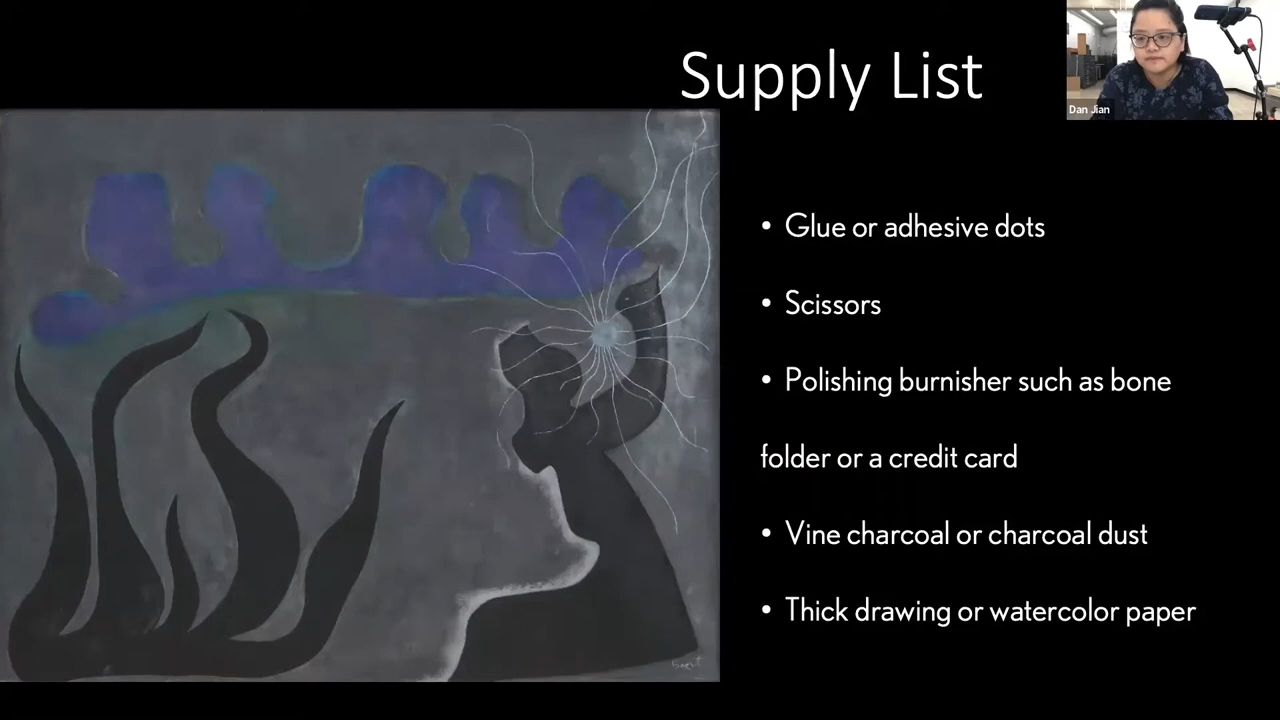 Supply List
Dan Jian
• Glue or adhesive dots
• Scissors
• Polishing burnisher such as bone
folder or a credit card
• Vine charcoal or charcoal dust
• Thick drawing or watercolor paper